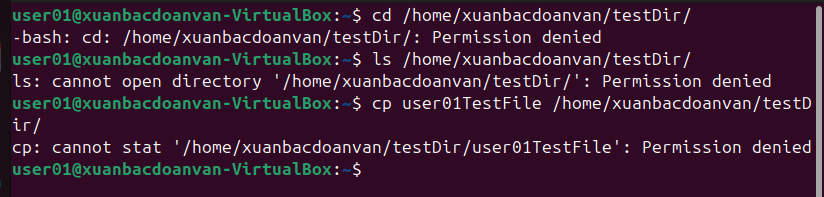 user01@xuanbacdoanvan-VirtualBox:~$ cd /home/xuanbacdoanvan/testDir/
-bash: cd: /home/xuanbacdoanvan/testDir/: Permission denied
user01@xuanbacdoanvan-VirtualBox:~$ ls /home/xuanbacdoanvan/testDir/
ls: cannot open directory '/home/xuanbacdoanvan/testDir/': Permission denied
user01@xuanbacdoanvan-VirtualBox:~$ cp user01TestFile /home/xuanbacdoanvan/testD
ir/
cp: cannot stat '/home/xuanbacdoanvan/testDir/user01TestFile': Permission denied
user01@xuanbacdoanvan-VirtualBox:~$